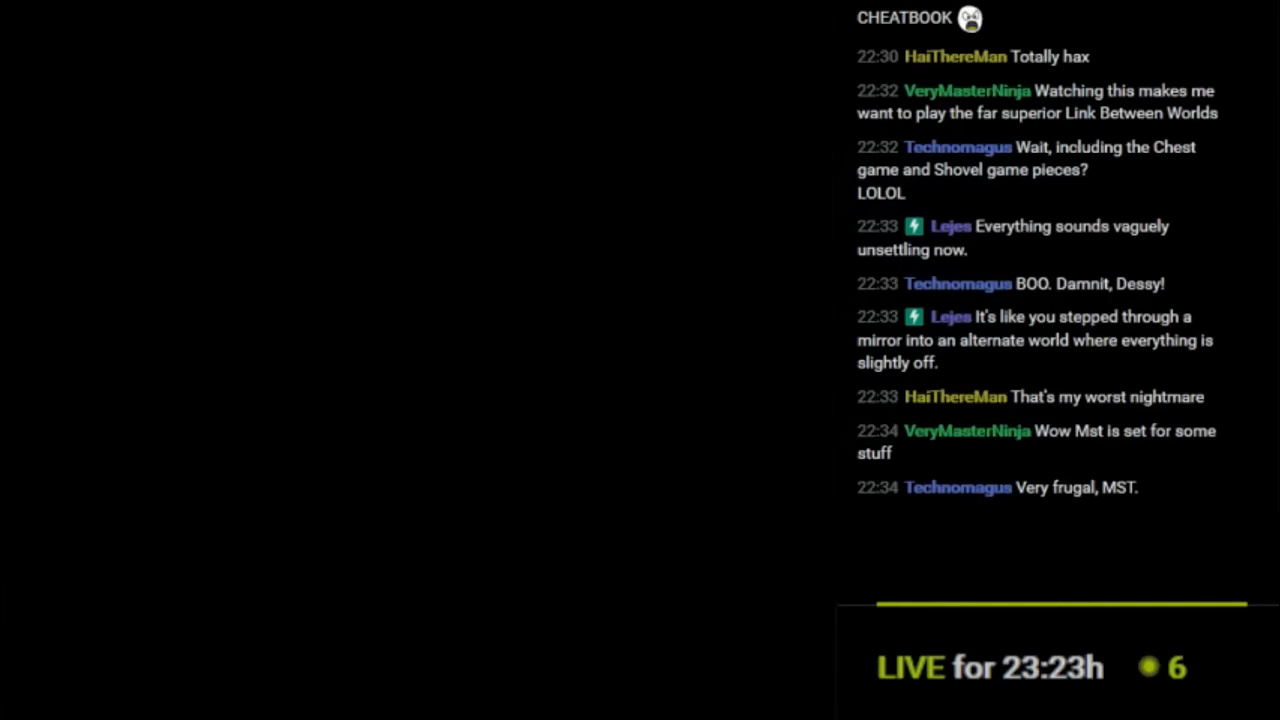 CHEATBOOK
22:30 HaiThereMan Totally hax
22:32 VeryMasterNinja Watching this makes me
want to play the far superior Link Between Worlds
22:32 Technomagus Wait, including the Chest
game and Shovel game pieces?
LOLOL
22:33 Lejes Everything sounds vaguely
unsettling now.
22:33 Technomagus BOO. Damnit, Dessy!
22:33 Lejes It's like you stepped through a
mirror into an alternate world where everything is
slightly off.
22:33 HaiThereMan That's my worst nightmare
22:34 VeryMasterNinja Wow Mst is set for some
stuff
22:34 Technomagus Very frugal, MST.
LIVE for 23:23h 6